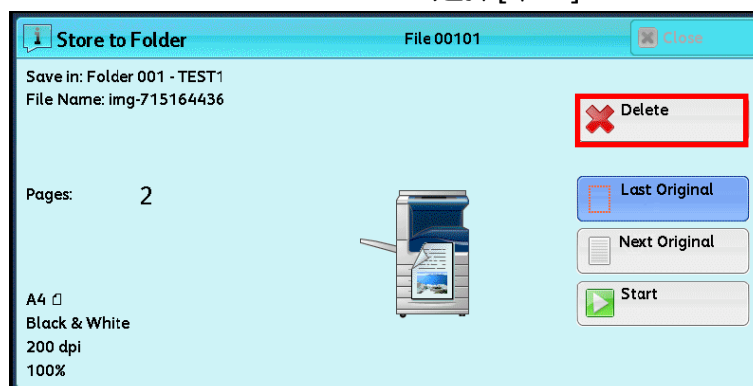 Store to Folder
File 00101
Close
Save in: Folder 001 - TEST1
File Name: img-715164436
Delete
Pages:
2
Last Original
Next Original
Start
A4
Black & White
200 dpi
100%